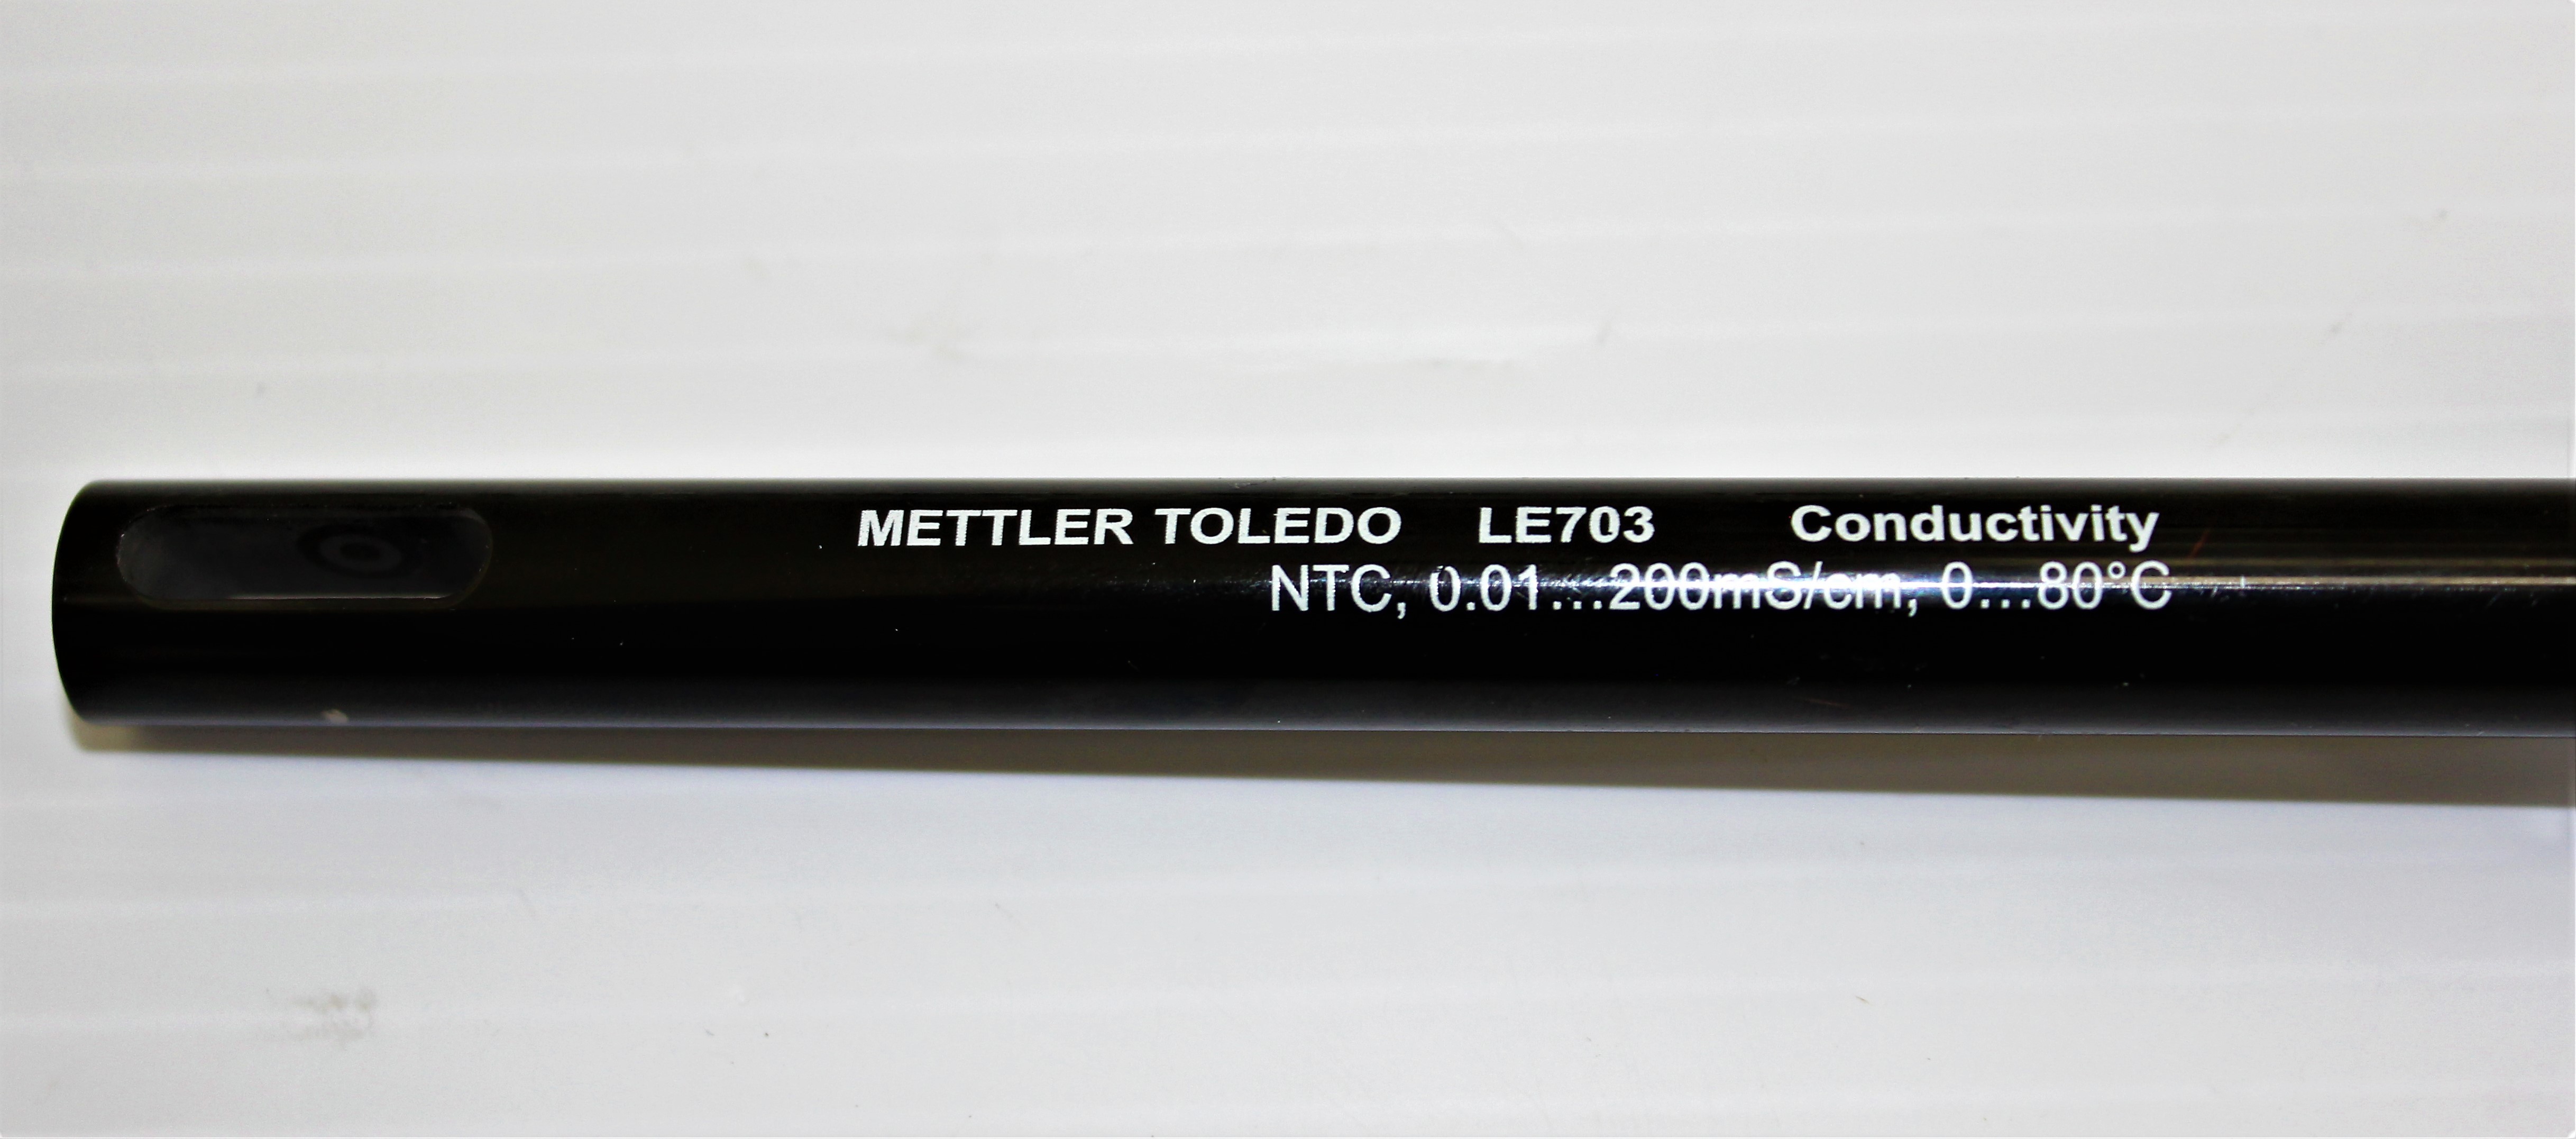 METTLER TOLEDO LE703 Conductivity
NTC, 0.01...200mS/cm, 0...80°C